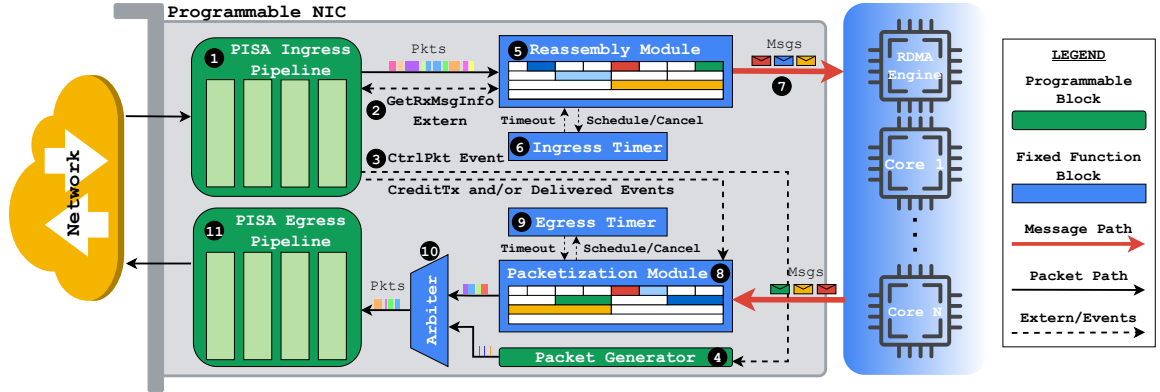 Programmable NIC
1
PISA Ingress
Pipeline
Pkts
2
GetRxMsgInfo
Extern
3
CtrlPkt Event
CreditTx and/or Delivered Events
5
Reassembly Module
Timeout
Schedule/Cancel
6
Ingress Timer
Msgs
7
RDMA
Engine
Core 1
Core N
Network
11
PISA Egress
Pipeline
Pkts
10
Arbiter
9
Egress Timer
Timeout
Schedule/Cancel
Packetization Module
8
Msgs
Packet Generator
4
LEGEND
Programmable
Block
Fixed Function
Block
Message Path
Packet Path
Extern/Events